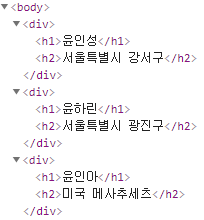 ▼<body>
▼<div>
<h1>윤인성</h1>
<h2>서울특별시 강서구</h2>
</div>
▼<div>
<h1>윤하린</h1>
<h2>서울특별시 광진구</h2>
</div>
▼<div>
<h1>윤인아</h1>
<h2>미국 메사추세츠</h2>
</div>